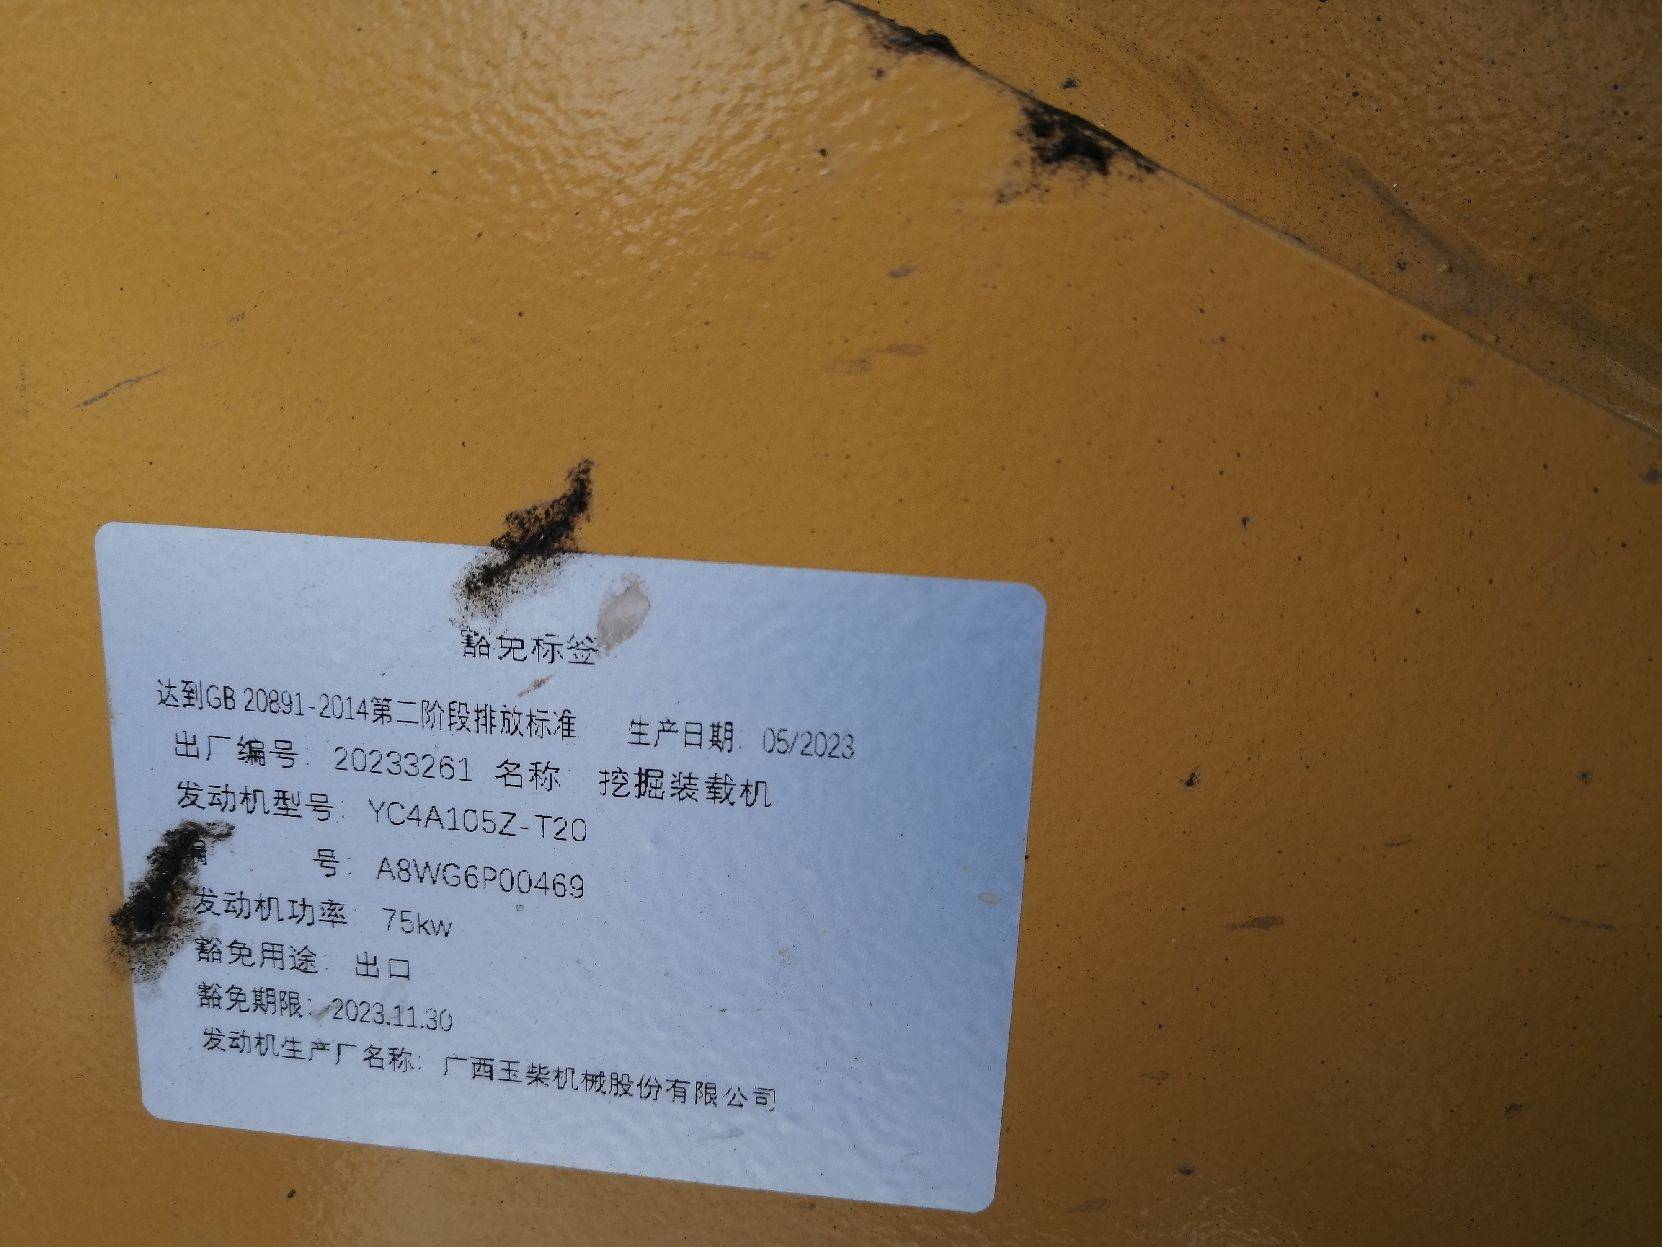 豁免标签
达到GB 20891-2014第二阶段排放标准 生产日期: 05/2023
出厂编号: 20233261 名称: 挖掘装载机
发动机型号: YC4A105Z-T20
号: A8WG6P00469
发动机功率: 75kw
豁免用途: 出口
豁免期限: 2023.11.30
发动机生产厂名称: 广西玉柴机械股份有限公司